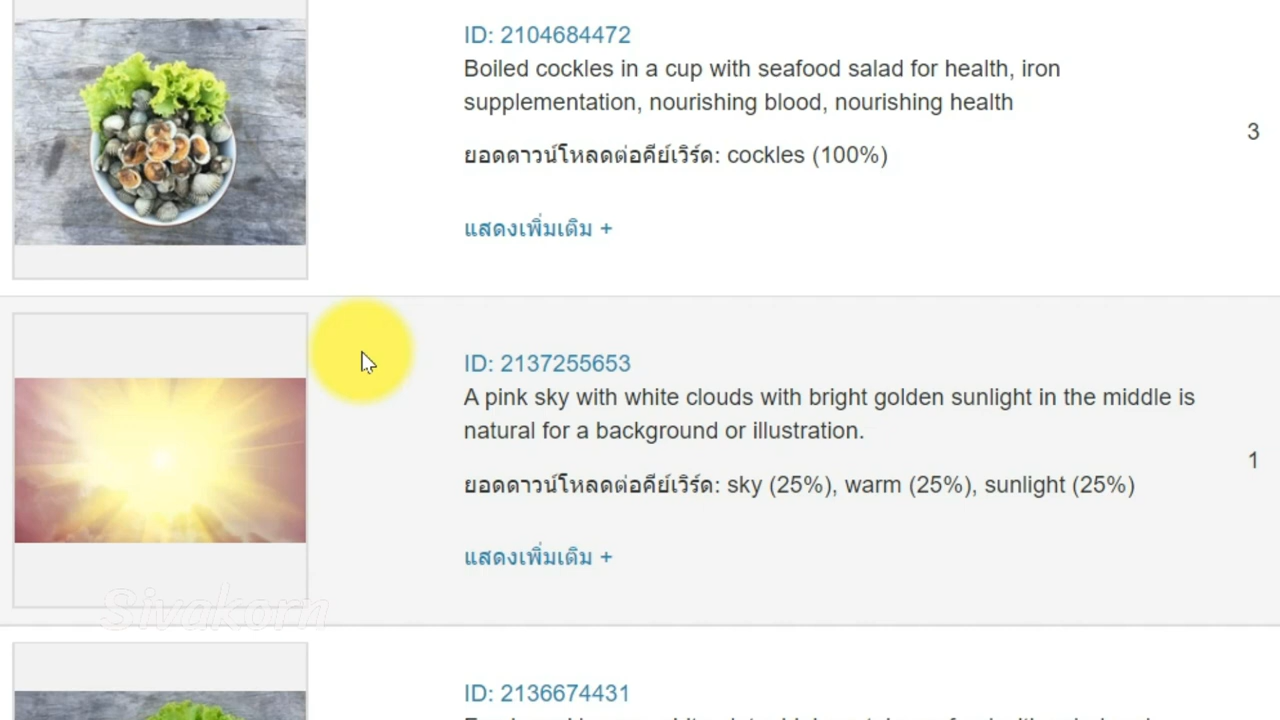 ID: 2104684472
Boiled cockles in a cup with seafood salad for health, iron
supplementation, nourishing blood, nourishing health
3
ยอดดาวน์โหลดต่อคีย์เวิร์ด: cockles (100%)
แสดงเพิ่มเติม +
ID: 2137255653
A pink sky with white clouds with bright golden sunlight in the middle is
natural for a background or illustration.
1
ยอดดาวน์โหลดต่อคีย์เวิร์ด: sky (25%), warm (25%), sunlight (25%)
แสดงเพิ่มเติม +
Sivakorn
ID: 2136674431